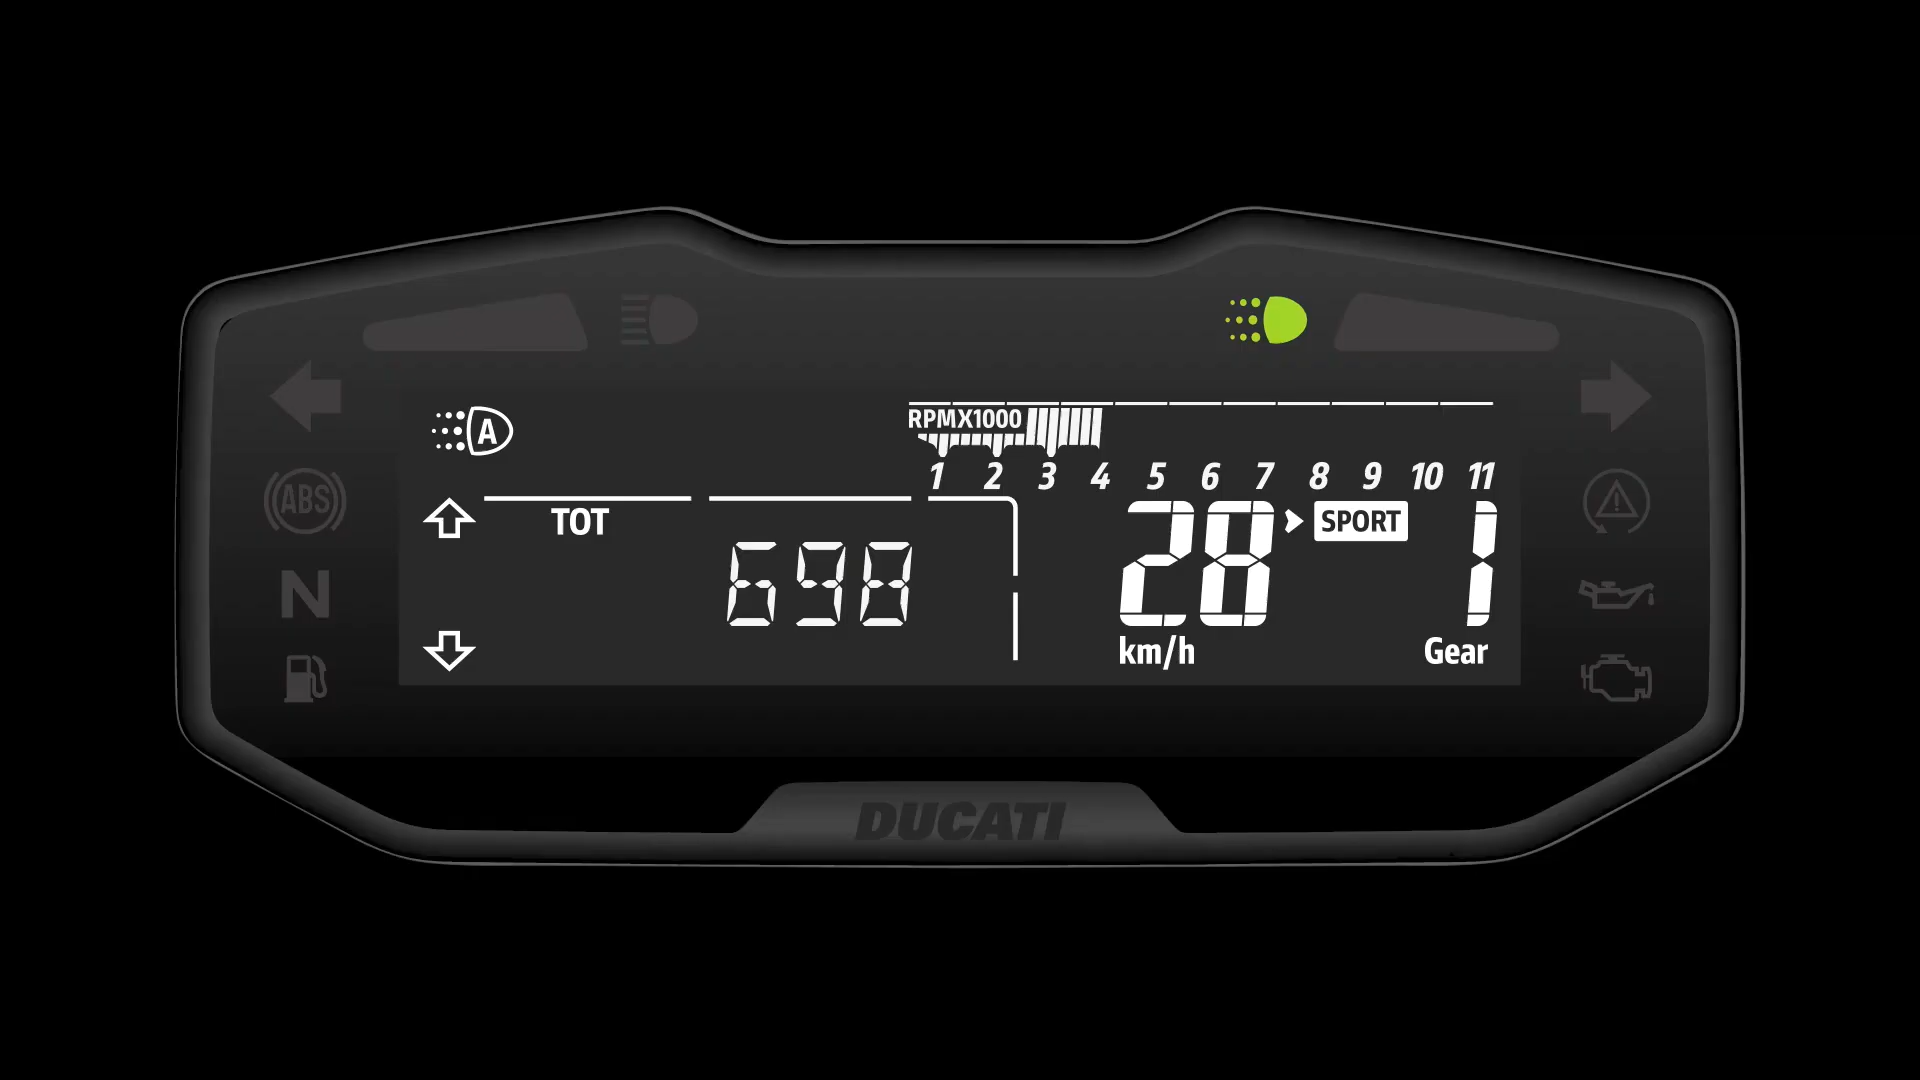 A
RPMX1000
1 2 3 4 5 6 7 8 9 10 11
ABS
TOT
698
28
SPORT
1
N
km/h
Gear
DUCATI